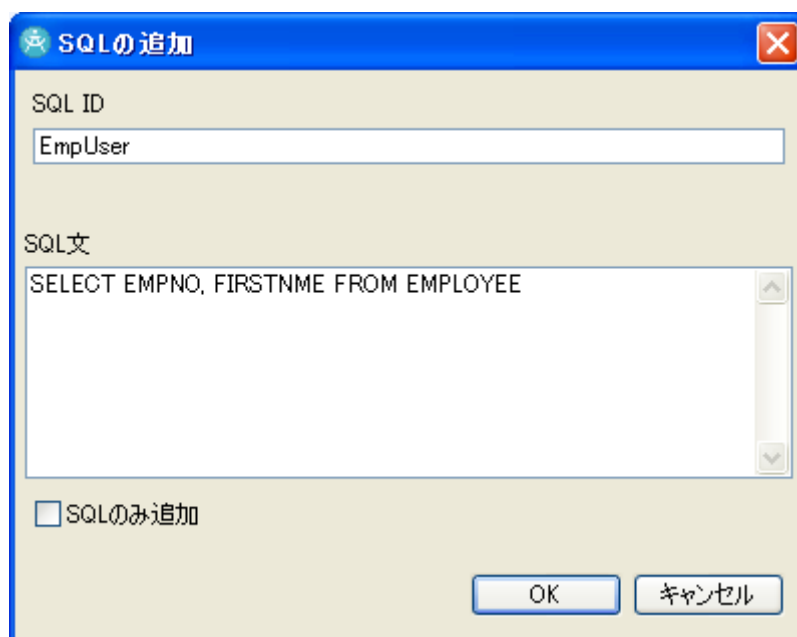 SQLの追加
SQL ID
EmpUser
SQL文
SELECT EMPNO, FIRSTNME FROM EMPLOYEE
SQLのみ追加
OK
キャンセル